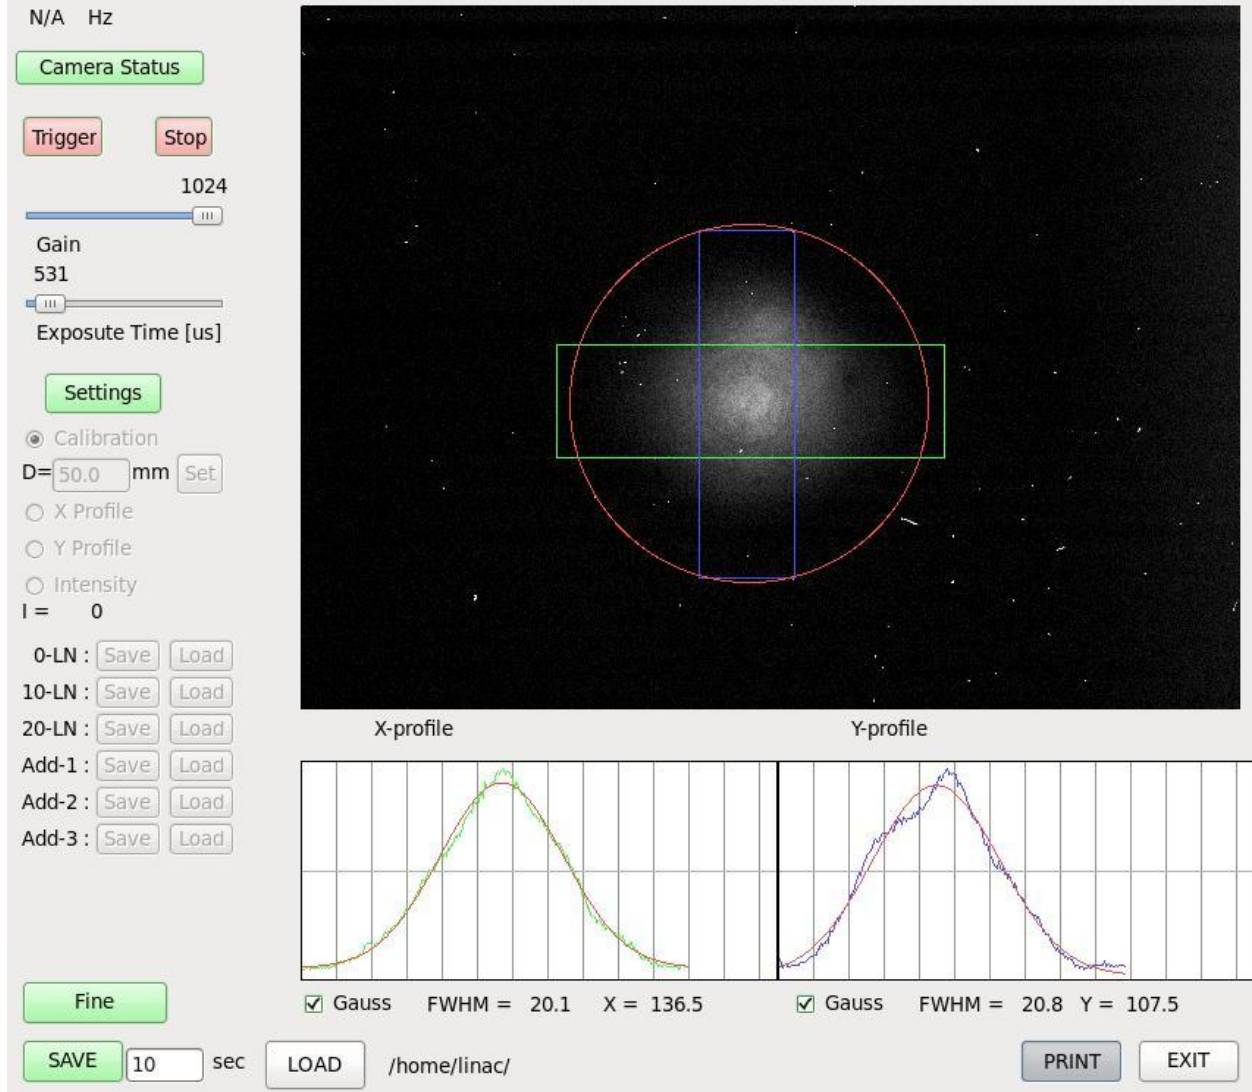 N/A Hz
Camera Status
Trigger Stop
1024
Gain
531
Exposute Time [us]
Settings
Calibration
D= 50.0 mm Set
X Profile
Y Profile
Intensity
I = 0
0-LN : Save Load
10-LN : Save Load
20-LN : Save Load
Add-1 : Save Load
Add-2 : Save Load
Add-3 : Save Load
X-profile Y-profile
Gauss FWHM = 20.1 X = 136.5 Gauss FWHM = 20.8 Y = 107.5
Fine
SAVE 10 sec LOAD /home/linac/ PRINT EXIT